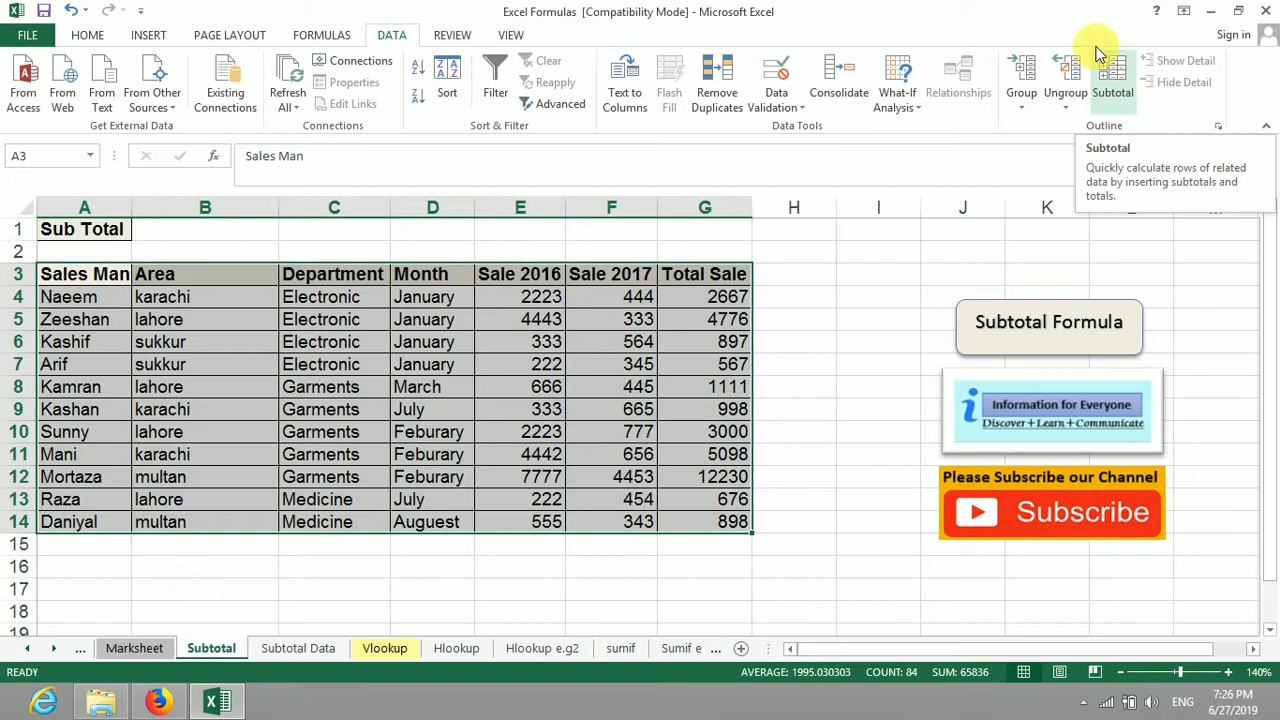 Excel Formulas [Compatibility Mode] - Microsoft Excel
?
FILE HOME INSERT PAGE LAYOUT FORMULAS DATA REVIEW VIEW Sign in
From Access
From Web
From Text
From Other Sources
Get External Data
Existing Connections
Refresh All
Connections
Properties
Edit Links
Connections
Sort
Filter
Clear
Reapply
Advanced
Sort & Filter
Text to Columns
Flash Fill
Remove Duplicates
Data Validation
Consolidate
What-If Analysis
Relationships
Data Tools
Group
Ungroup
Subtotal
Show Detail
Hide Detail
Outline
A3 fx Sales Man
Subtotal
Quickly calculate rows of related
data by inserting subtotals and
totals.
A B C D E F G H I J K
1 Sub Total
2
3 Sales Man Area Department Month Sale 2016 Sale 2017 Total Sale
4 Naeem karachi Electronic January 2223 444 2667
5 Zeeshan lahore Electronic January 4443 333 4776
6 Kashif sukkur Electronic January 333 564 897
7 Arif sukkur Electronic January 222 345 567
8 Kamran lahore Garments March 666 445 1111
9 Kashan karachi Garments July 333 665 998
10 Sunny lahore Garments Feburary 2223 777 3000
11 Mani karachi Garments Feburary 4442 656 5098
12 Mortaza multan Garments Feburary 7777 4453 12230
13 Raza lahore Medicine July 222 454 676
14 Daniyal multan Medicine Auguest 555 343 898
15
16
17
18
19
Subtotal Formula
i Information for Everyone
Discover+Learn+Communicate
Please Subscribe our Channel
Subscribe
... Marksheet Subtotal Subtotal Data Vlookup Hlookup Hlookup e.g2 sumif Sumif e ...
READY AVERAGE: 1995.030303 COUNT: 84 SUM: 65836 140%
ENG 7:26 PM
6/27/2019